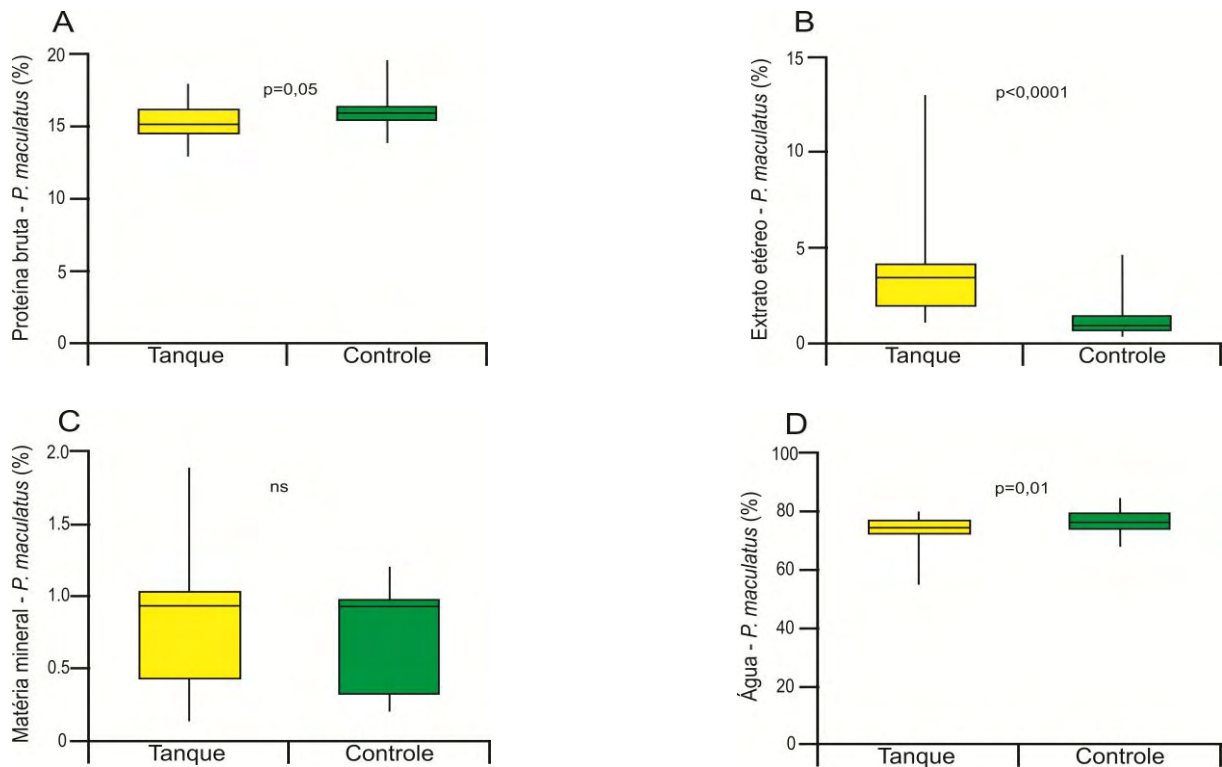 A
Proteína bruta - P. maculatus (%)
20
15
10
5
0
p=0,05
Tanque
Controle
B
Extrato etéreo - P. maculatus (%)
15
10
5
0
p<0,0001
Tanque
Controle
C
Matéria mineral - P. maculatus (%)
2.0
1.5
1.0
0.5
0
ns
Tanque
Controle
D
Água - P. maculatus (%)
100
80
60
40
20
0
p=0,01
Tanque
Controle